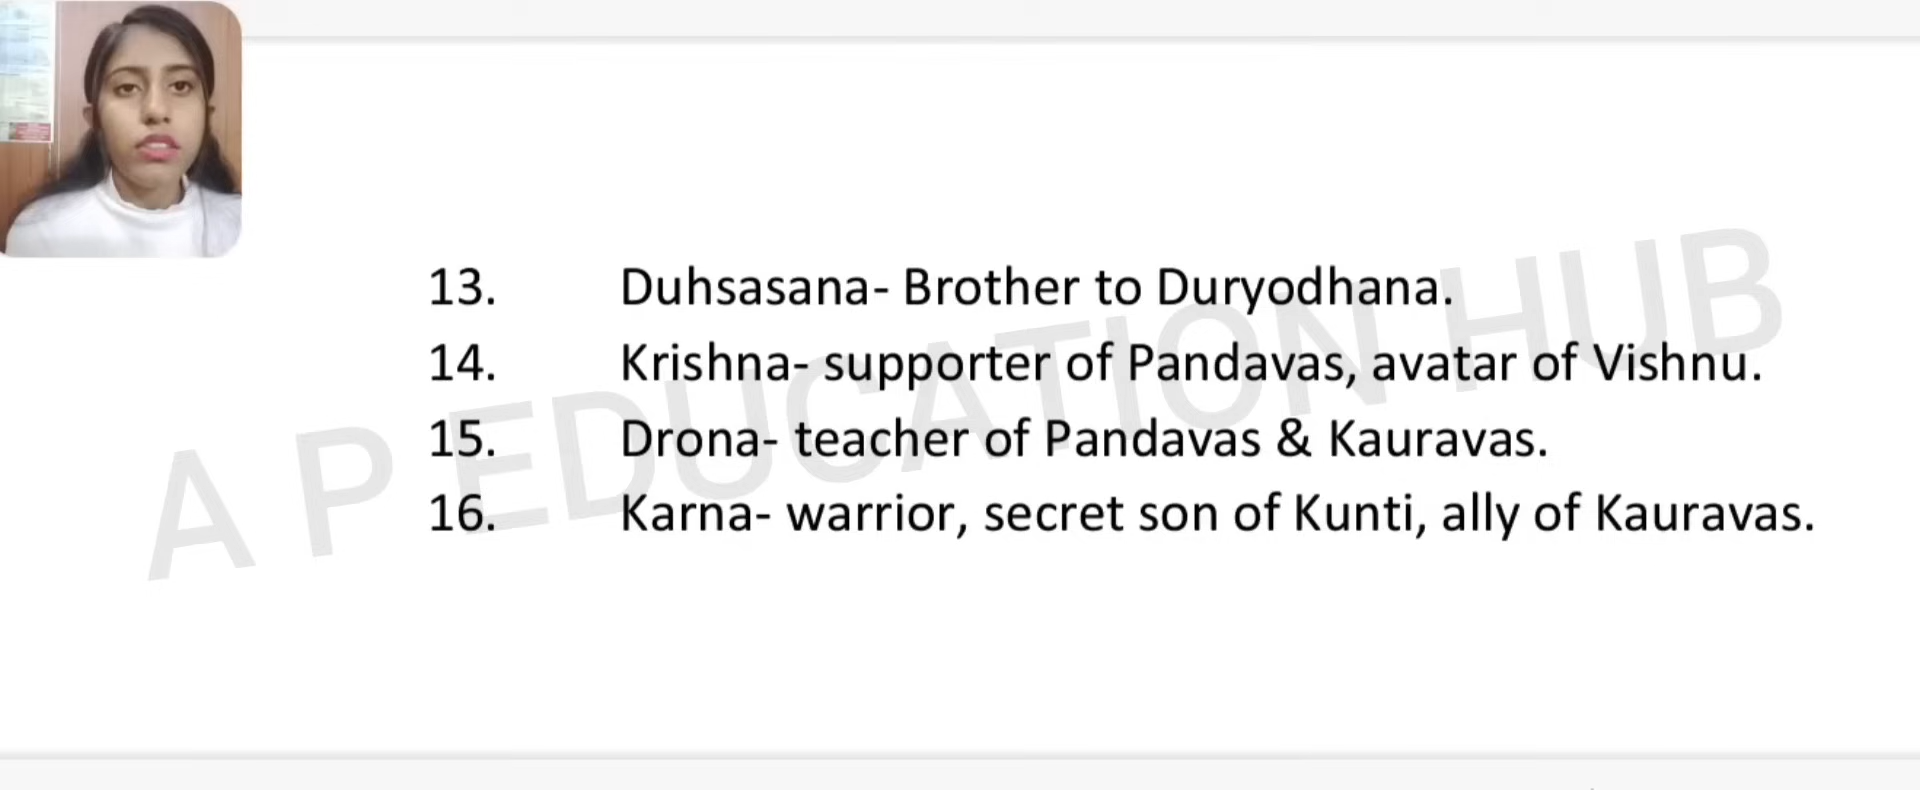 13. Duhsasana- Brother to Duryodhana.
14. Krishna- supporter of Pandavas, avatar of Vishnu.
15. Drona- teacher of Pandavas & Kauravas.
16. Karna- warrior, secret son of Kunti, ally of Kauravas.
A P EDUCATION HUB